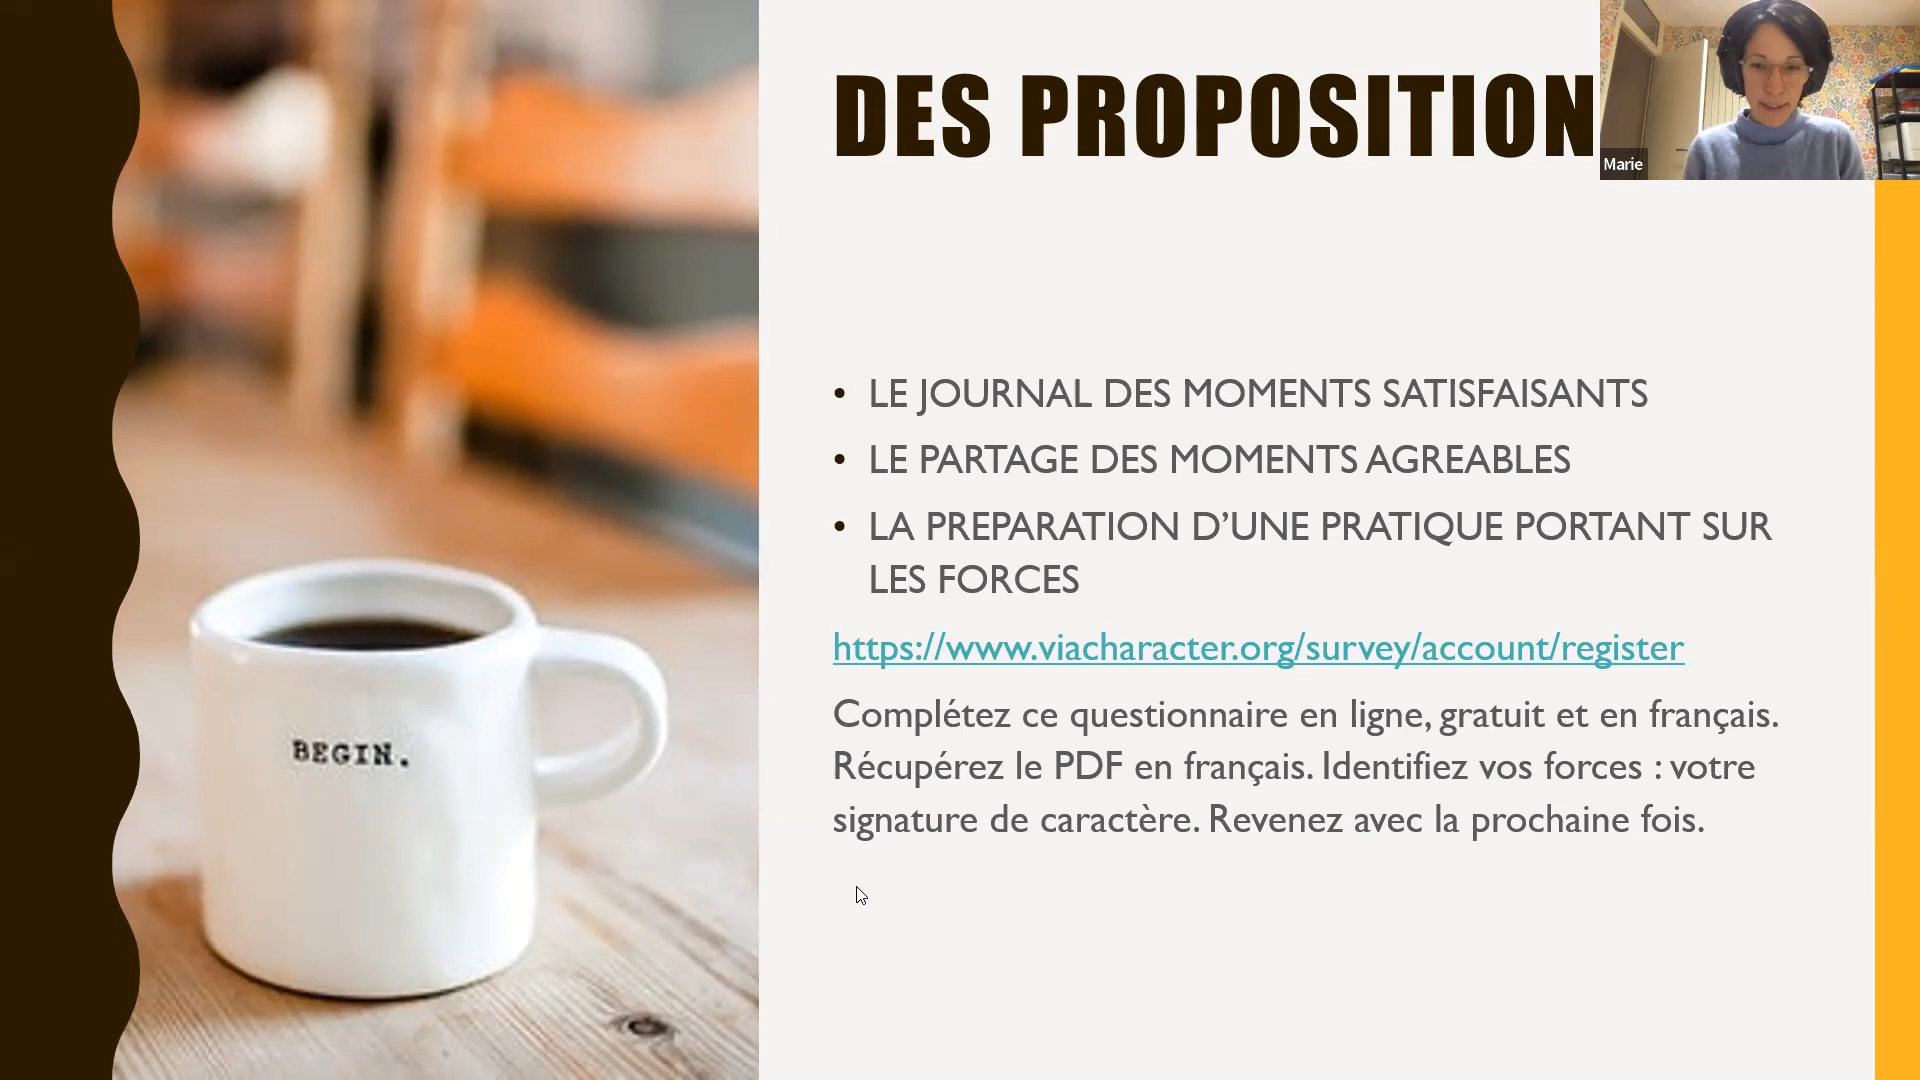 DES PROPOSITION
Marie
LE JOURNAL DES MOMENTS SATISFAISANTS
LE PARTAGE DES MOMENTS AGREABLES
LA PREPARATION D’UNE PRATIQUE PORTANT SUR
LES FORCES
https://www.viacharacter.org/survey/account/register
Complétez ce questionnaire en ligne, gratuit et en français.
Récupérez le PDF en français. Identifiez vos forces : votre
signature de caractère. Revenez avec la prochaine fois.
BEGIN.